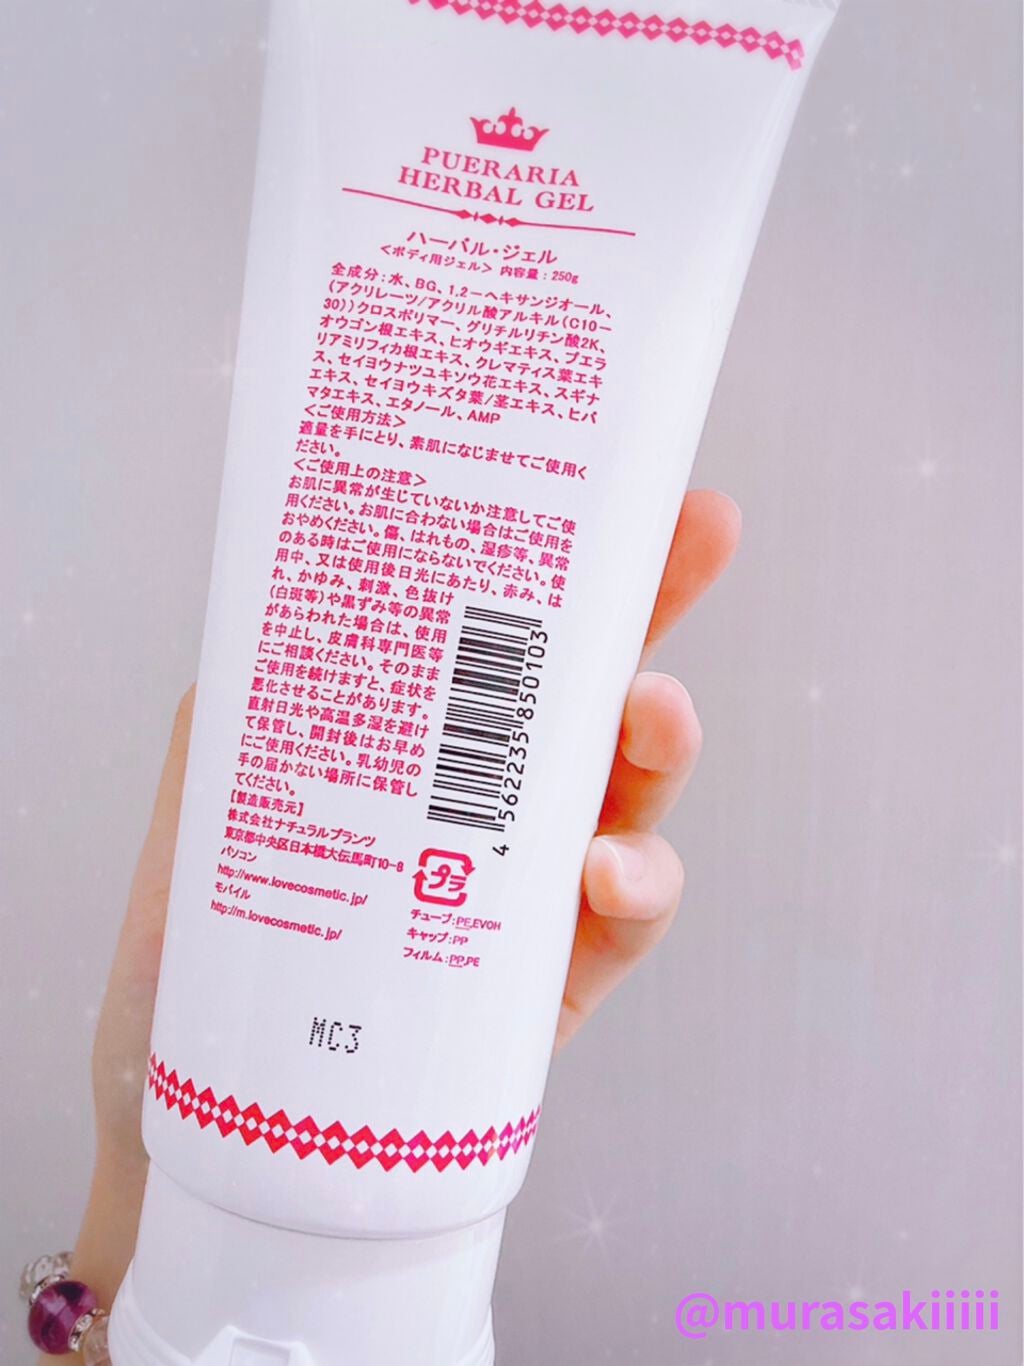 PUERARIA
HERBAL GEL
ハーバル・ジェル
＜ボディ用ジェル＞ 内容量：250g
全成分：水、BG、1,2－ヘキサンジオール、
(アクリレーツ/アクリル酸アルキル(C10－
30))クロスポリマー、グリチルリチン酸2K、
オウゴン根エキス、ヒオウギエキス、プエラ
リアミリフィカ根エキス、クレマティス葉エキ
ス、セイヨウナツユキソウ花エキス、スギナ
エキス、セイヨウキズタ葉/茎エキス、ヒバ
マタエキス、エタノール、AMP
＜ご使用方法＞
適量を手にとり、素肌になじませてご使用く
ださい。
＜ご使用上の注意＞
お肌に異常が生じていないか注意してご使
用ください。お肌に合わない場合はご使用を
おやめください。傷、はれもの、湿疹等、異常
のある時はご使用にならないでください。使
用中、又は使用後日光にあたり、赤み、は
れ、かゆみ、刺激、色抜け
(白斑等)や黒ずみ等の異常
があらわれた場合は、使用
を中止し、皮膚科専門医等
にご相談ください。そのまま
ご使用を続けますと、症状を
悪化させることがあります。
直射日光や高温多湿を避け
て保管し、開封後はお早め
にご使用ください。乳幼児の
手の届かない場所に保管し
てください。
【製造販売元】
株式会社ナチュラルプランツ
東京都中央区日本橋大伝馬町10-8
パソコン
http://www.lovecosmetic.jp/
モバイル
http://m.lovecosmetic.jp/
4 562235 850103
プラ
チューブ：PE,EVOH
キャップ：PP
フィルム：PP,PE
MC3
@murasakiiiii